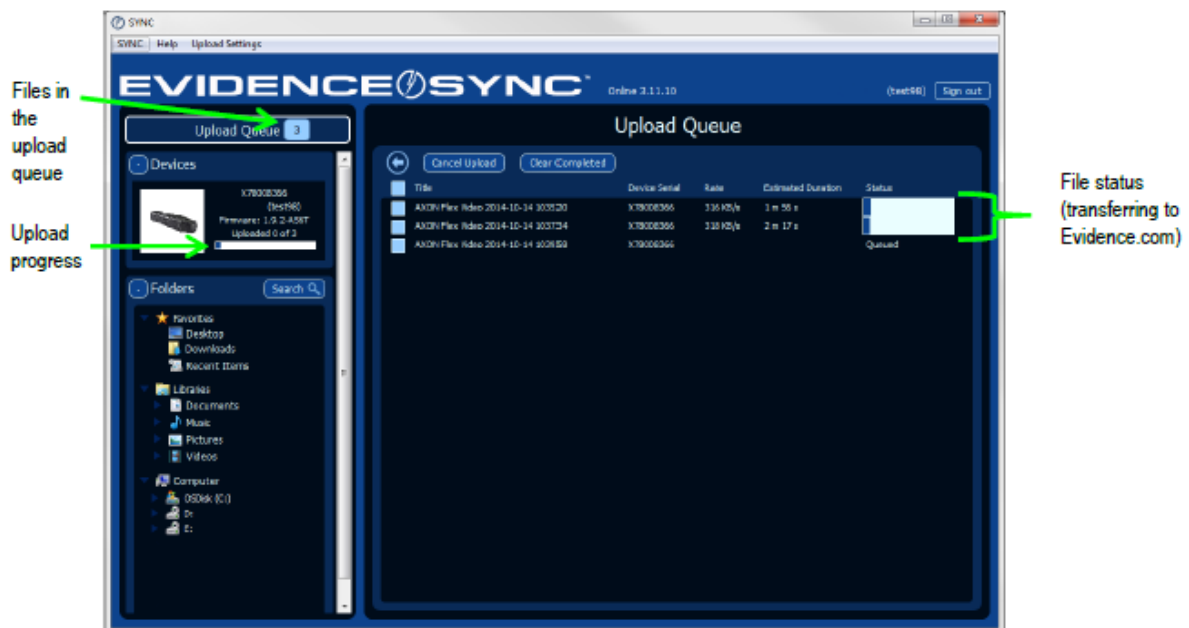 SYNC
SYNC Help Upload Settings
EVIDENCE SYNC™ Online 3.11.10 (test98) Sign out
Files in
the
upload
queue
Upload Queue 3
Upload Queue
- Devices
X78008366
(test98)
Firmware: 1.9.2-AS6T
Uploaded 0 of 3
Upload
progress
Cancel Upload Clear Completed
Title Device Serial Rate Estimated Duration Status
AXON Flex Video 2014-10-14 103520 X78008366 316 KB/s 1 m 56 s
AXON Flex Video 2014-10-14 103734 X78008366 318 KB/s 2 m 17 s
AXON Flex Video 2014-10-14 X78008366 Queued
File status
(transferring to
Evidence.com)
- Folders Search
Favorites
Desktop
Downloads
Recent Items
Libraries
Documents
Music
Pictures
Videos
Computer
OSDisk (C:)
D:
E: